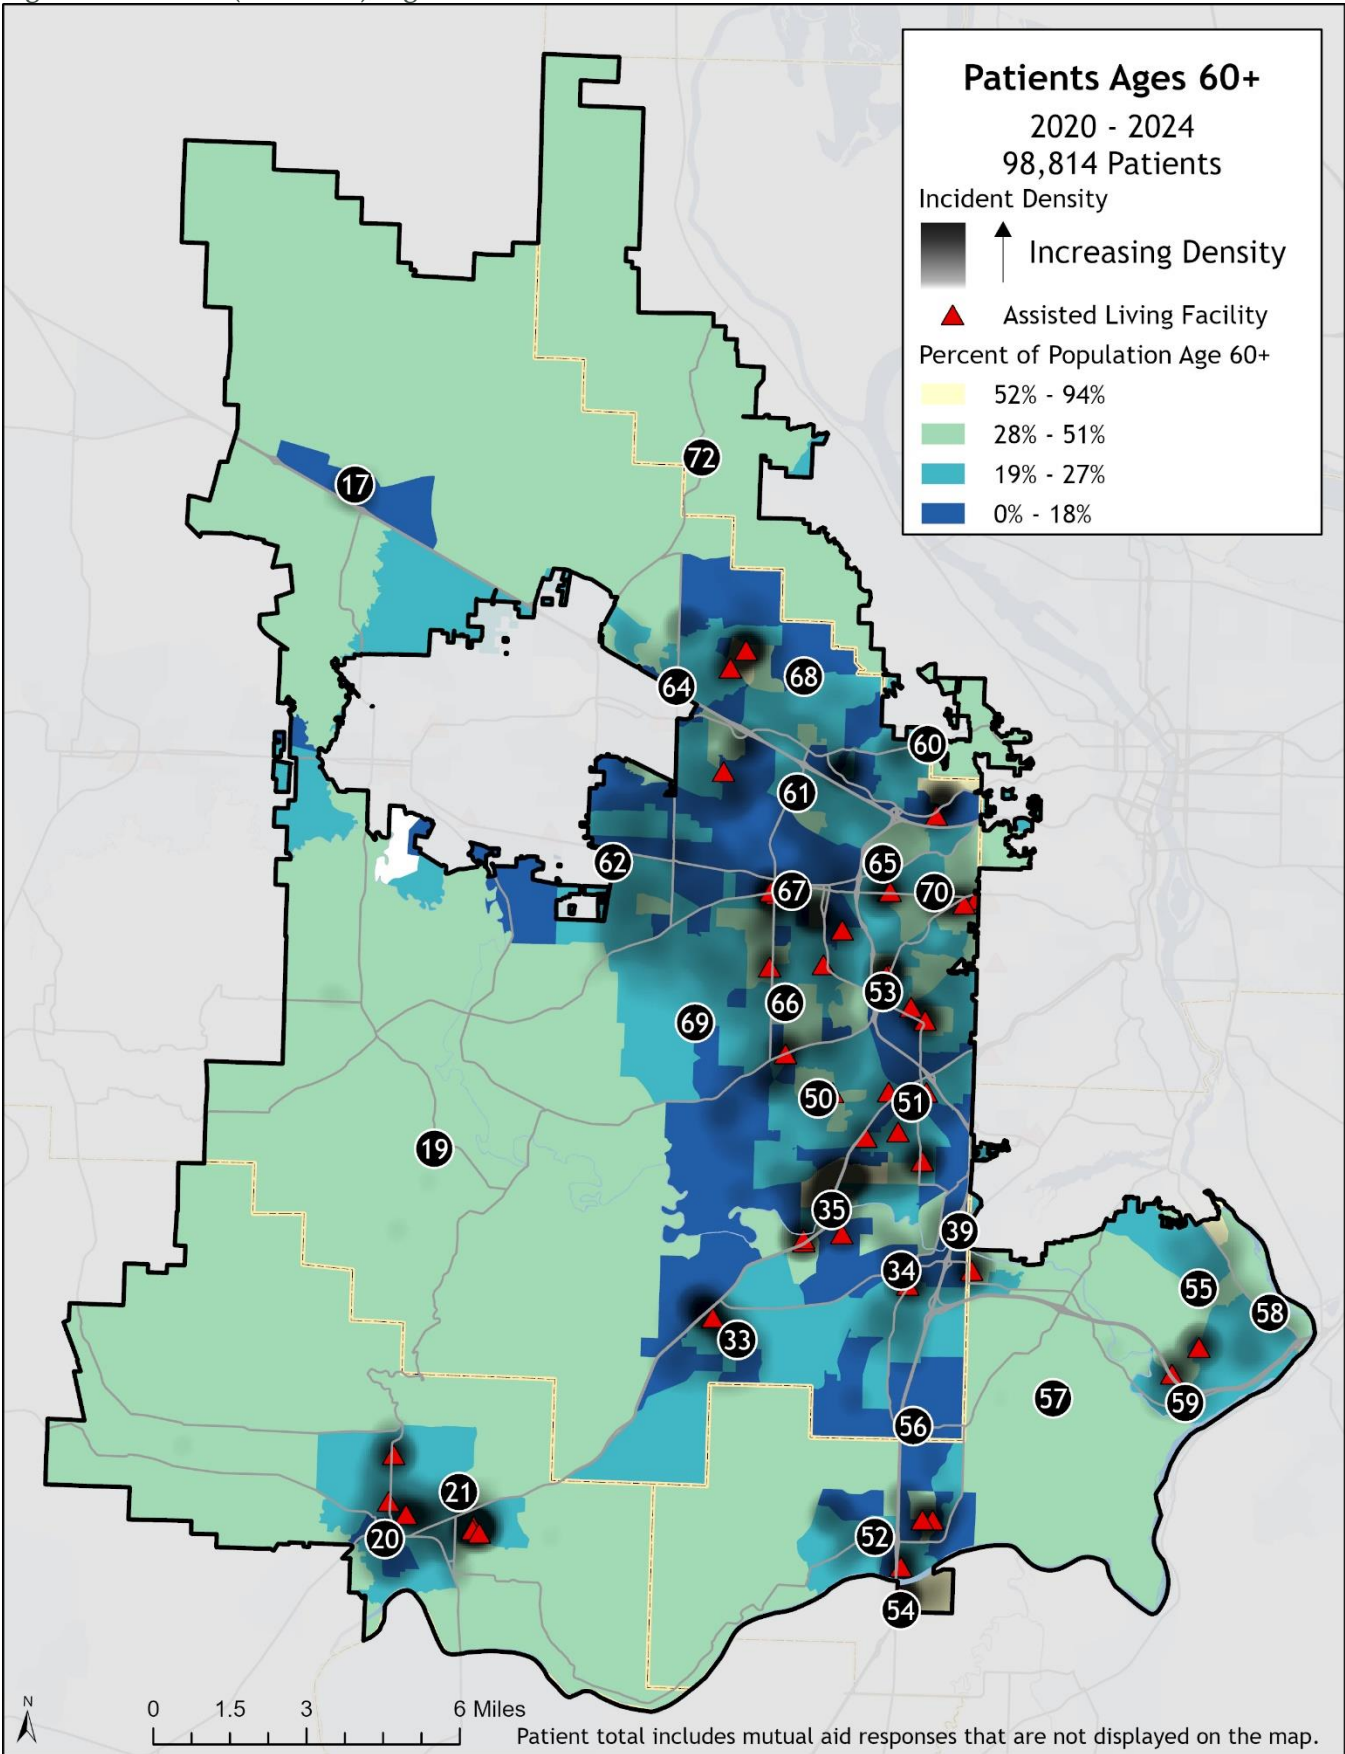 Patients Ages 60+
2020 - 2024
98,814 Patients
Incident Density
Increasing Density
Assisted Living Facility
Percent of Population Age 60+
52% - 94%
28% - 51%
19% - 27%
0% - 18%
72
17
68
64
60
61
62
65
67
70
53
66
69
50
51
19
35
39
34
55
58
33
57
59
56
21
20
52
54
N
0 1.5 3 6 Miles
Patient total includes mutual aid responses that are not displayed on the map.